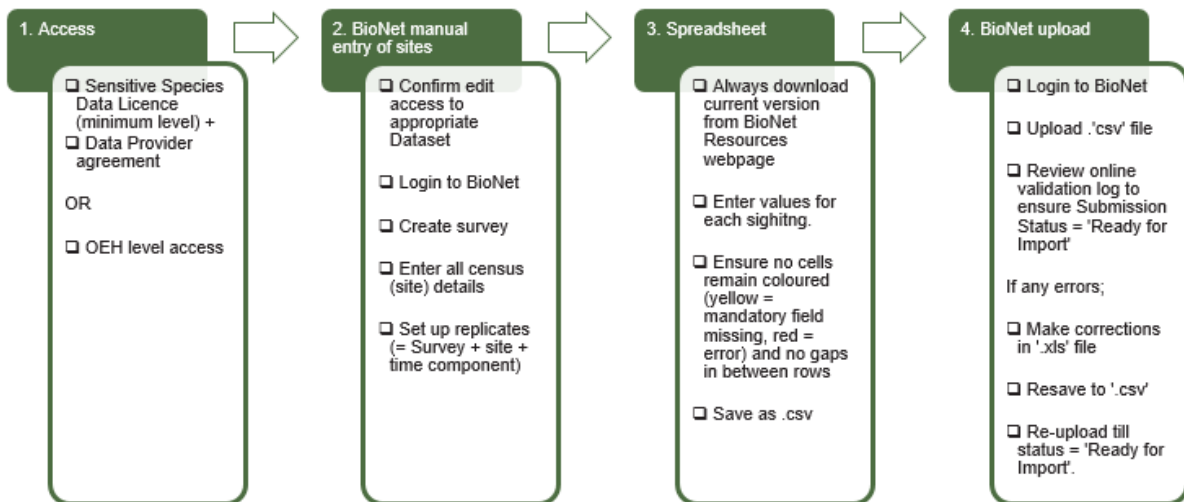 1. Access
❑ Sensitive Species
Data Licence
(minimum level) +
❑ Data Provider
agreement
OR
❑ OEH level access
2. BioNet manual
entry of sites
❑ Confirm edit
access to
appropriate
Dataset
❑ Login to BioNet
❑ Create survey
❑ Enter all census
(site) details
❑ Set up replicates
(= Survey + site +
time component)
3. Spreadsheet
❑ Always download
current version
from BioNet
Resources
webpage
❑ Enter values for
each sighitng.
❑ Ensure no cells
remain coloured
(yellow =
mandatory field
missing, red =
error) and no gaps
in between rows
❑ Save as .csv
4. BioNet upload
❑ Login to BioNet
❑ Upload .'csv' file
❑ Review online
validation log to
ensure Submission
Status = 'Ready for
Import'
If any errors;
❑ Make corrections
in '.xls' file
❑ Resave to '.csv'
❑ Re-upload till
status = 'Ready for
Import'.